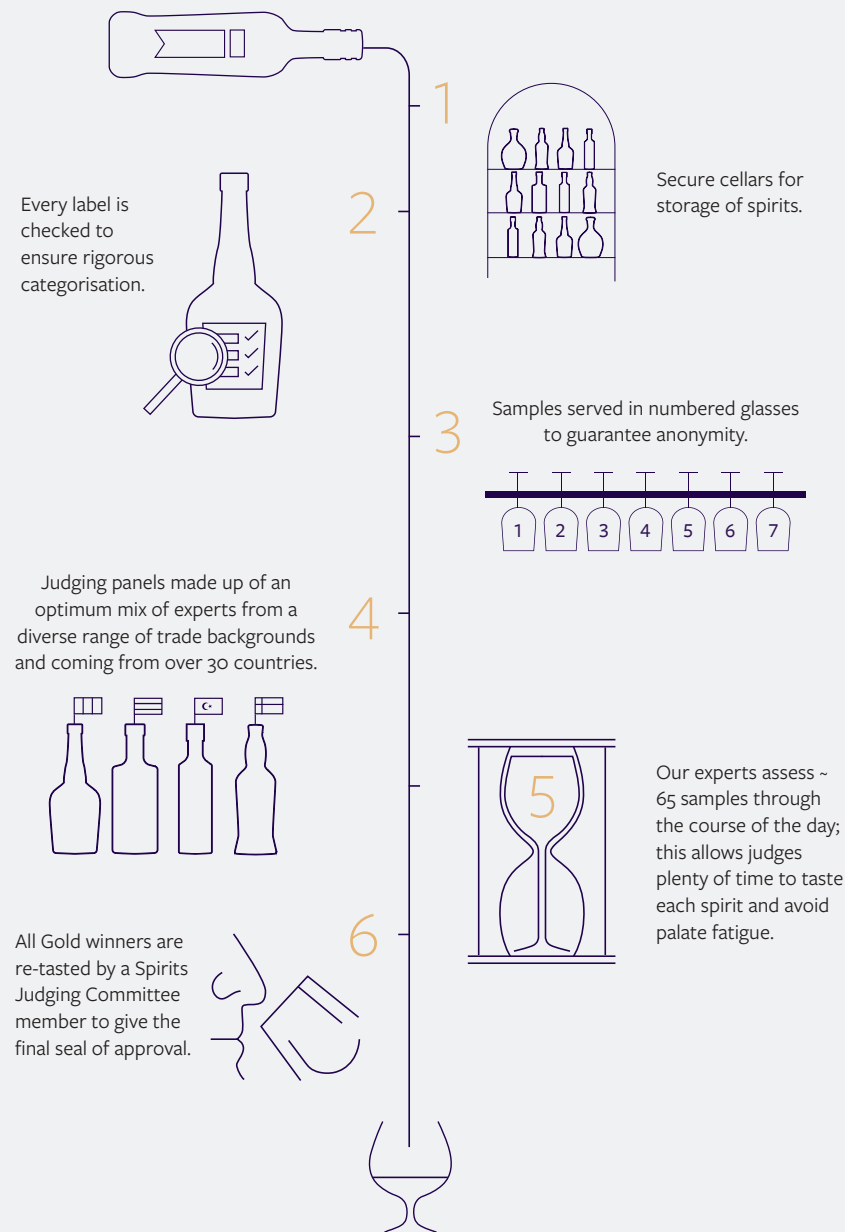 1
Secure cellars for
storage of spirits.
2
Every label is
checked to
ensure rigorous
categorisation.
3
Samples served in numbered glasses
to guarantee anonymity.
1 2 3 4 5 6 7
4
Judging panels made up of an
optimum mix of experts from a
diverse range of trade backgrounds
and coming from over 30 countries.
5
Our experts assess ~
65 samples through
the course of the day;
this allows judges
plenty of time to taste
each spirit and avoid
palate fatigue.
6
All Gold winners are
re-tasted by a Spirits
Judging Committee
member to give the
final seal of approval.